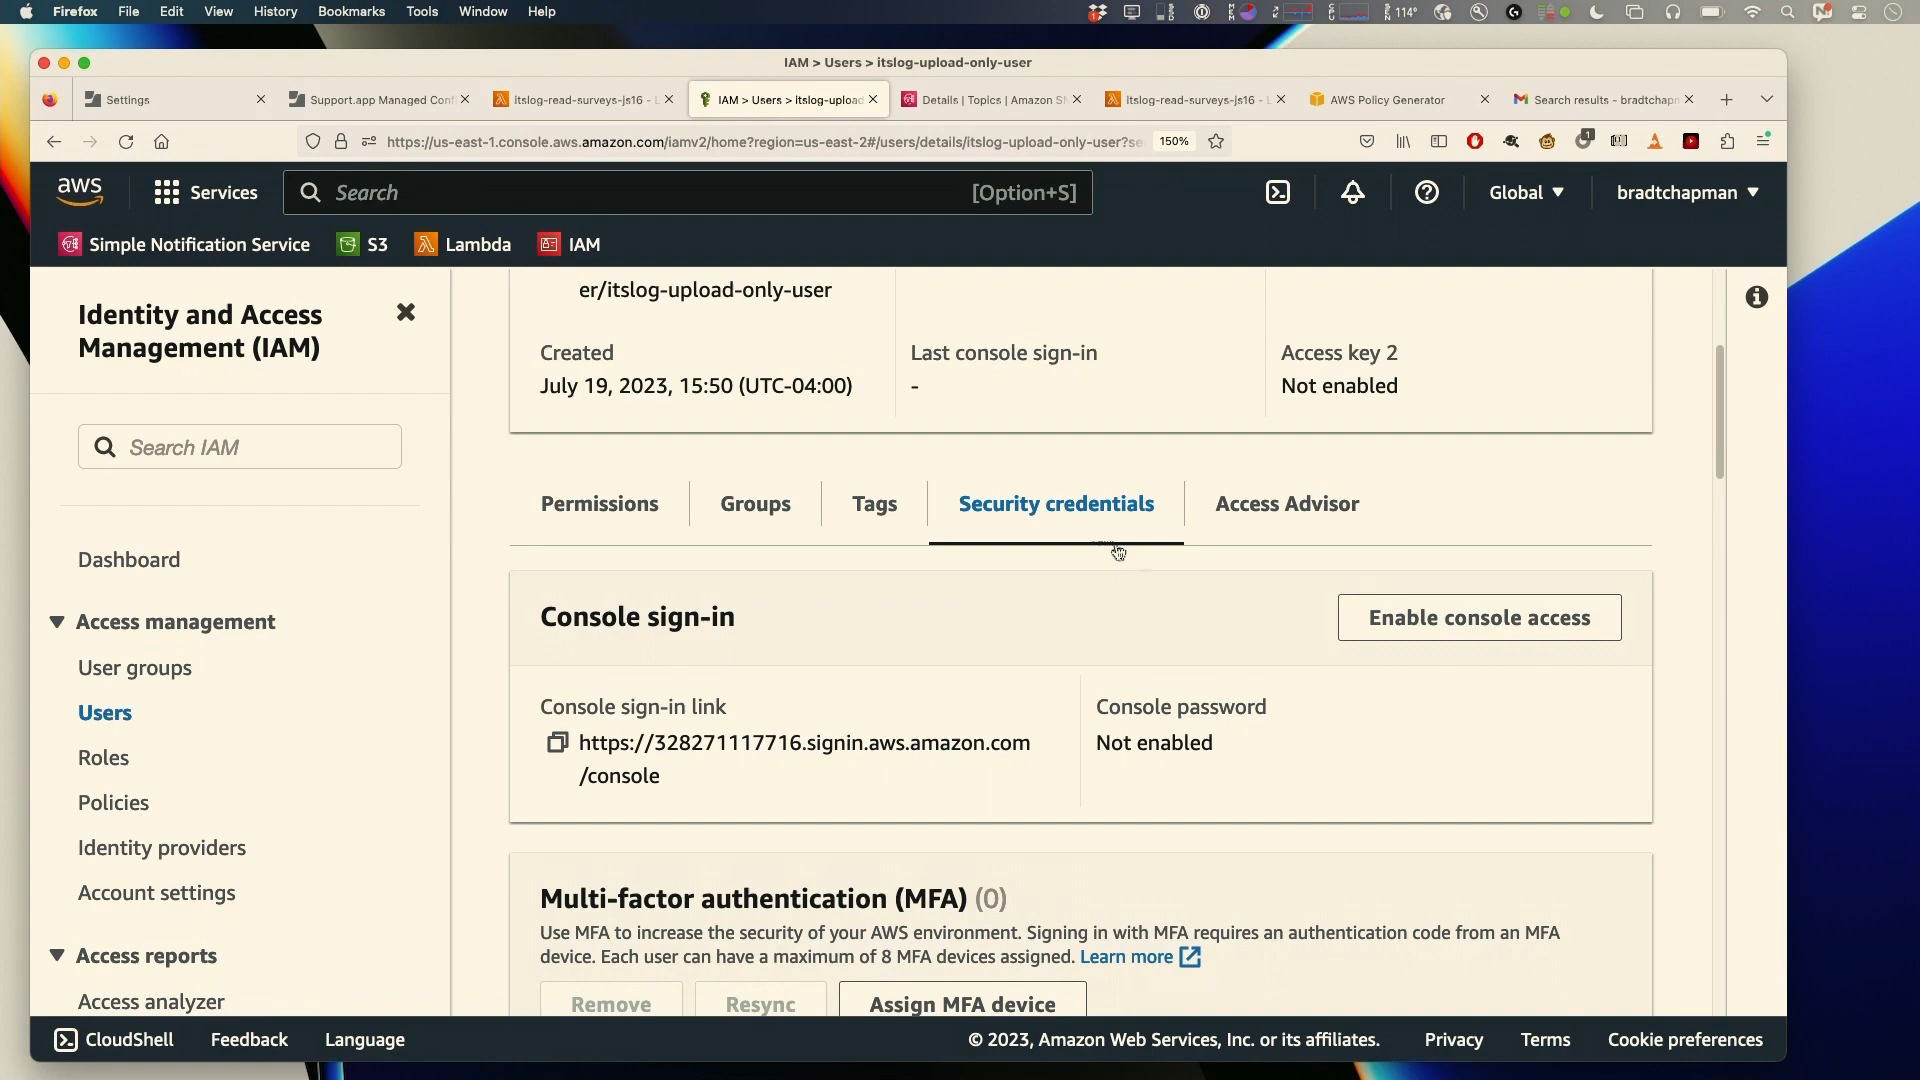 Firefox File Edit View History Bookmarks Tools Window Help
114°
IAM > Users > itslog-upload-only-user
Settings
Support.app Managed Conf
itslog-read-surveys-js16 - L
IAM > Users > itslog-upload
Details | Topics | Amazon SN
itslog-read-surveys-js16 - L
AWS Policy Generator
Search results - bradtchapm
https://us-east-1.console.aws.amazon.com/iamv2/home?region=us-east-2#/users/details/itslog-upload-only-user?se
150%
1
aws
Services
Search
[Option+S]
Global
bradtchapman
Simple Notification Service
S3
Lambda
IAM
Identity and Access
Management (IAM)
Search IAM
Dashboard
Access management
User groups
Users
Roles
Policies
Identity providers
Account settings
Access reports
Access analyzer
er/itslog-upload-only-user
Created
July 19, 2023, 15:50 (UTC-04:00)
Last console sign-in
-
Access key 2
Not enabled
Permissions
Groups
Tags
Security credentials
Access Advisor
Console sign-in
Enable console access
Console sign-in link
https://328271117716.signin.aws.amazon.com
/console
Console password
Not enabled
Multi-factor authentication (MFA) (0)
Use MFA to increase the security of your AWS environment. Signing in with MFA requires an authentication code from an MFA
device. Each user can have a maximum of 8 MFA devices assigned. Learn more
Remove
Resync
Assign MFA device
CloudShell
Feedback
Language
© 2023, Amazon Web Services, Inc. or its affiliates.
Privacy
Terms
Cookie preferences